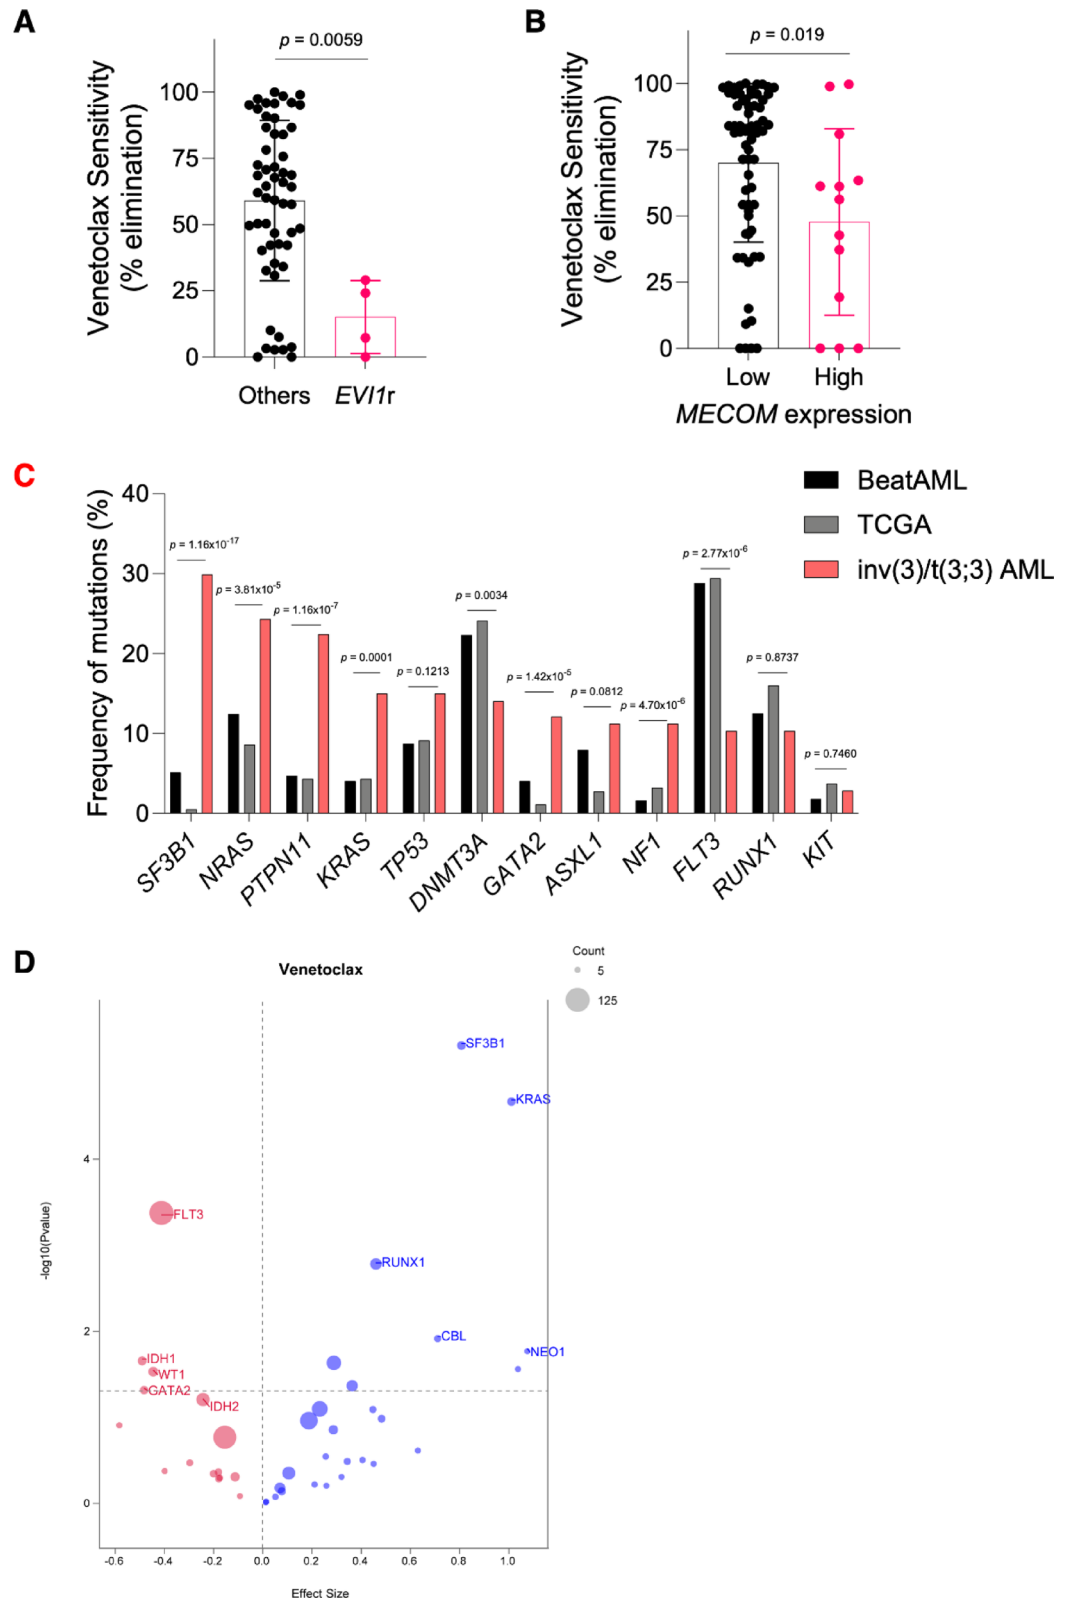 A
p = 0.0059
Venetoclax Sensitivity
(% elimination)
100
75
50
25
0
Others
EVI1r
B
p = 0.019
Venetoclax Sensitivity
(% elimination)
100
75
50
25
0
Low
High
MECOM expression
C
Frequency of mutations (%)
40
30
20
10
0
p = 1.16x10-17
p = 3.81x10-5
p = 1.16x10-7
p = 0.0001
p = 0.1213
p = 0.0034
p = 1.42x10-5
p = 0.0812
p = 4.70x10-6
p = 2.77x10-6
p = 0.8737
p = 0.7460
BeatAML
TCGA
inv(3)/t(3;3) AML
SF3B1
NRAS
PTPN11
KRAS
TP53
DNMT3A
GATA2
ASXL1
NF1
FLT3
RUNX1
KIT
D
Venetoclax
Count
5
125
-log10(Pvalue)
4
2
0
SF3B1
KRAS
FLT3
RUNX1
CBL
NEO1
IDH1
WT1
GATA2
IDH2
-0.6
-0.4
-0.2
0.0
0.2
0.4
0.6
0.8
1.0
Effect Size